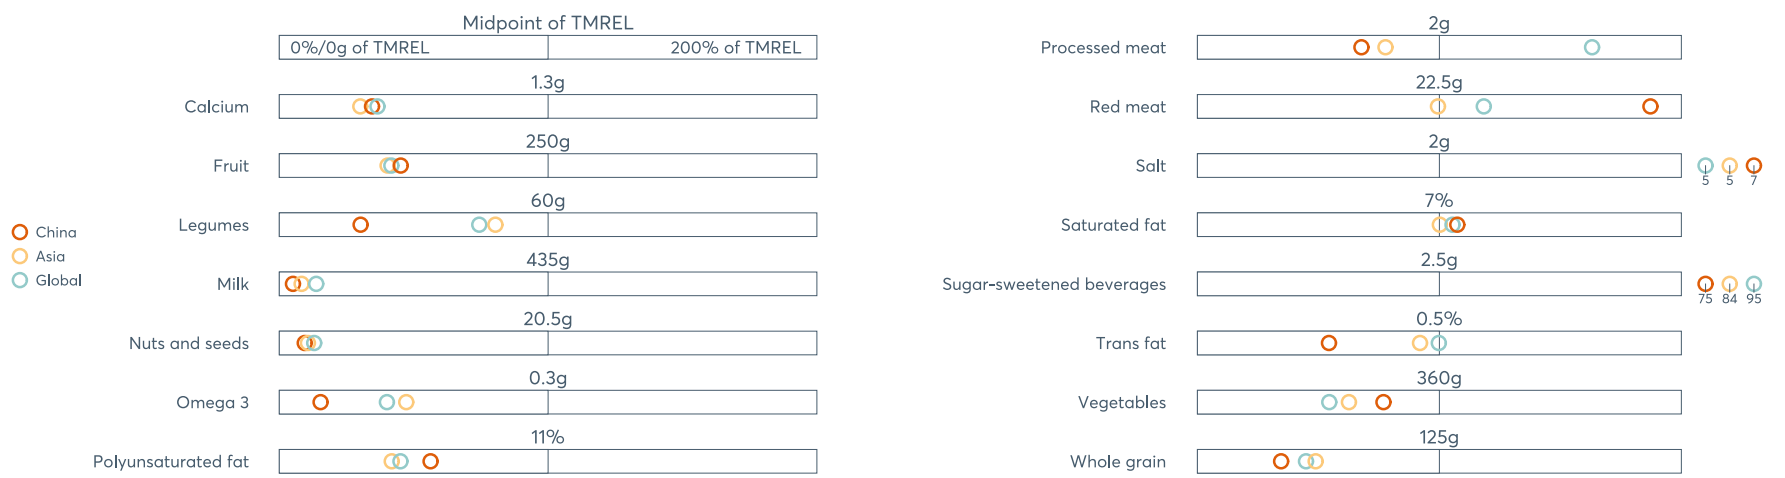 Midpoint of TMREL
0%/0g of TMREL 200% of TMREL
1.3g
Calcium
250g
Fruit
60g
Legumes
435g
Milk
20.5g
Nuts and seeds
0.3g
Omega 3
11%
Polyunsaturated fat
China
Asia
Global
2g
Processed meat
22.5g
Red meat
2g
Salt
5 5 7
7%
Saturated fat
2.5g
Sugar-sweetened beverages
75 84 95
0.5%
Trans fat
360g
Vegetables
125g
Whole grain